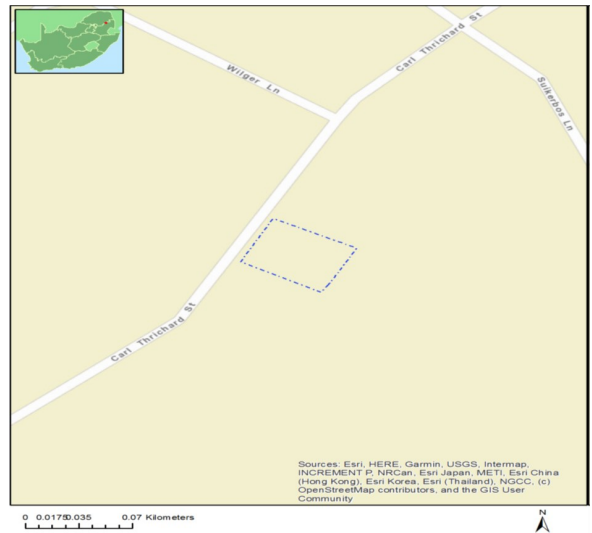 Carl Thrichard St
Wilger Ln
Suikerbos Ln
Carl Thrichard St
Sources: Esri, HERE, Garmin, USGS, Intermap,
INCREMENT P, NRCan, Esri Japan, METI, Esri China
(Hong Kong), Esri Korea, Esri (Thailand), NGCC, (c)
OpenStreetMap contributors, and the GIS User
Community
0 0.0175 0.035 0.07 Kilometers
N